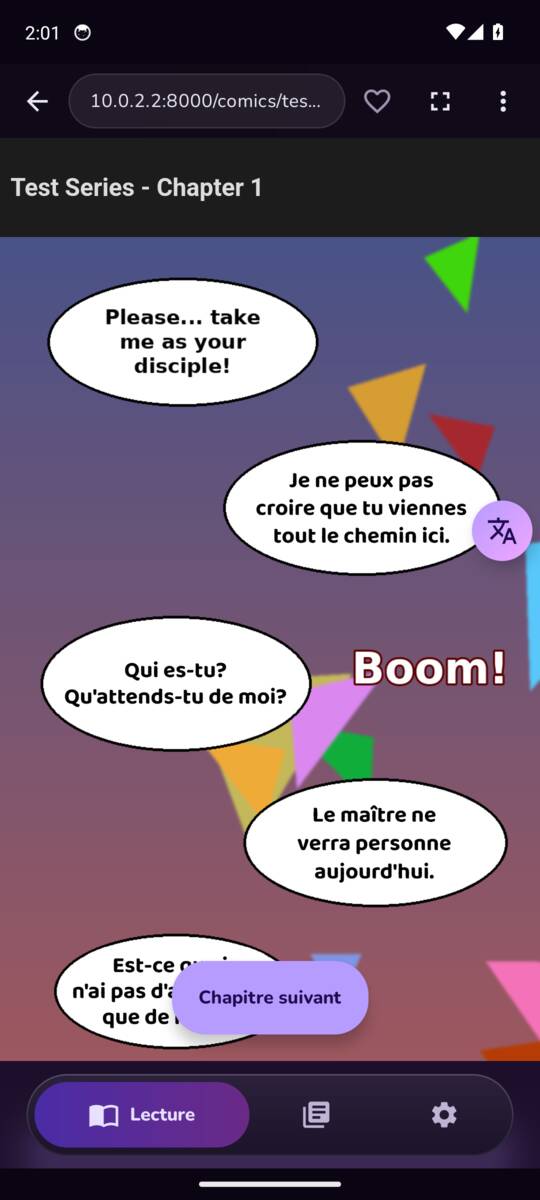 2:01
10.0.2.2:8000/comics/tes...
Test Series - Chapter 1
Please... take
me as your
disciple!
Je ne peux pas
croire que tu viennes
tout le chemin ici.
Qui es-tu?
Qu'attends-tu de moi?
Boom!
Le maître ne
verra personne
aujourd'hui.
Est-ce
n'ai pas
que de
Chapitre suivant
Lecture